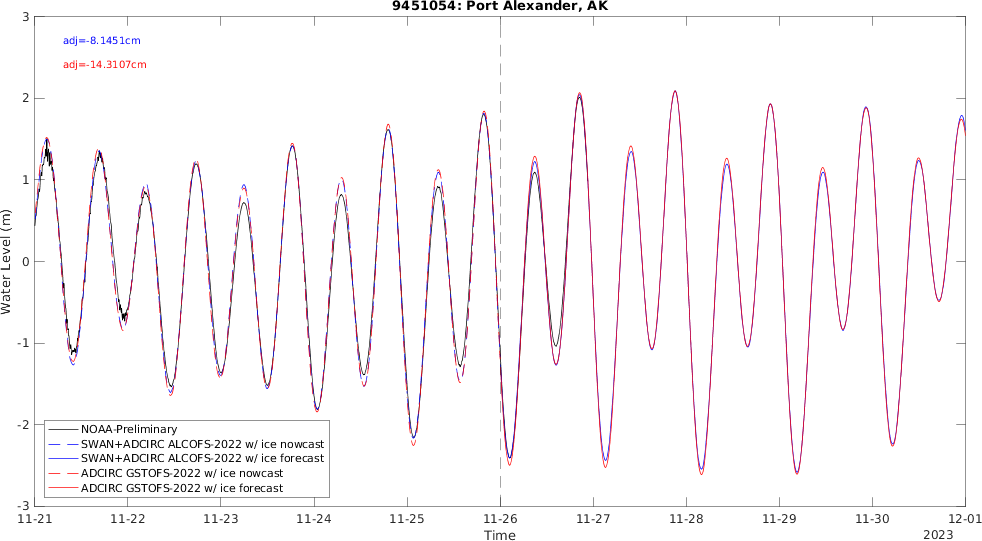 9451054: Port Alexander, AK
adj=-8.1451cm
adj=-14.3107cm
Water Level (m)
3
2
1
0
-1
-2
-3
NOAA-Preliminary
SWAN+ADCIRC ALCOFS-2022 w/ ice nowcast
SWAN+ADCIRC ALCOFS-2022 w/ ice forecast
ADCIRC GSTOFS-2022 w/ ice nowcast
ADCIRC GSTOFS-2022 w/ ice forecast
11-21 11-22 11-23 11-24 11-25 11-26 11-27 11-28 11-29 11-30 12-01
Time
2023